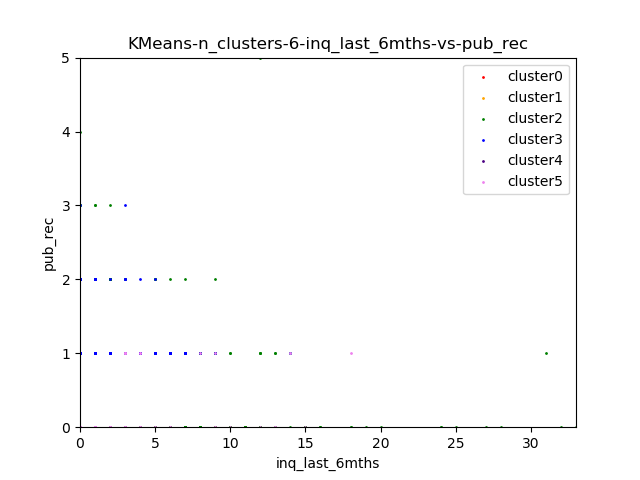 KMeans-n_clusters-6-inq_last_6mths-vs-pub_rec
5
4
3
2
1
0
pub_rec
cluster0
cluster1
cluster2
cluster3
cluster4
cluster5
0 5 10 15 20 25 30
inq_last_6mths